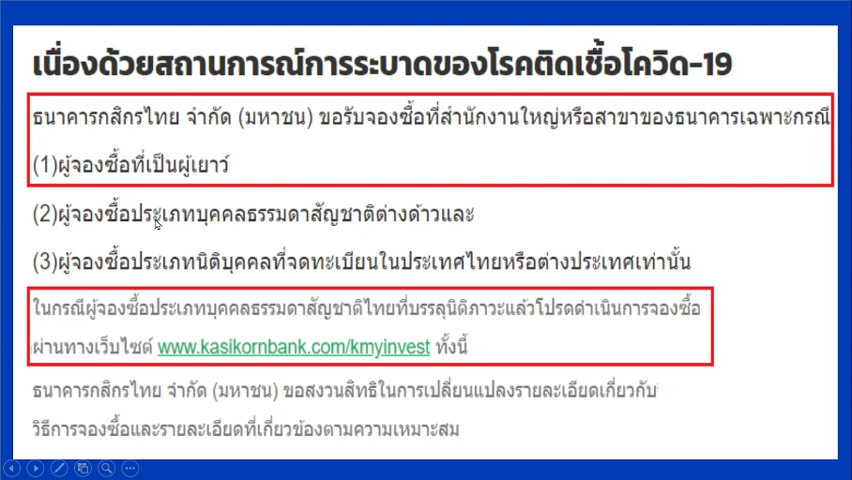 เนื่องด้วยสถานการณ์การระบาดของโรคติดเชื้อโควิด-19
ธนาคารกสิกรไทย จำกัด (มหาชน) ขอรับจองซื้อที่สำนักงานใหญ่หรือสาขาของธนาคารเฉพาะกรณี
(1)ผู้จองซื้อที่เป็นผู้เยาว์
(2)ผู้จองซื้อประเภทบุคคลธรรมดาสัญชาติต่างด้าวและ
(3)ผู้จองซื้อประเภทนิติบุคคลที่จดทะเบียนในประเทศไทยหรือต่างประเทศเท่านั้น
ในกรณีผู้จองซื้อประเภทบุคคลธรรมดาสัญชาติไทยที่บรรลุนิติภาวะแล้วโปรดดำเนินการจองซื้อ
ผ่านทางเว็บไซต์ www.kasikornbank.com/kmyinvest ทั้งนี้
ธนาคารกสิกรไทย จำกัด (มหาชน) ขอสงวนสิทธิในการเปลี่ยนแปลงรายละเอียดเกี่ยวกับ
วิธีการจองซื้อและรายละเอียดที่เกี่ยวข้องตามความเหมาะสม